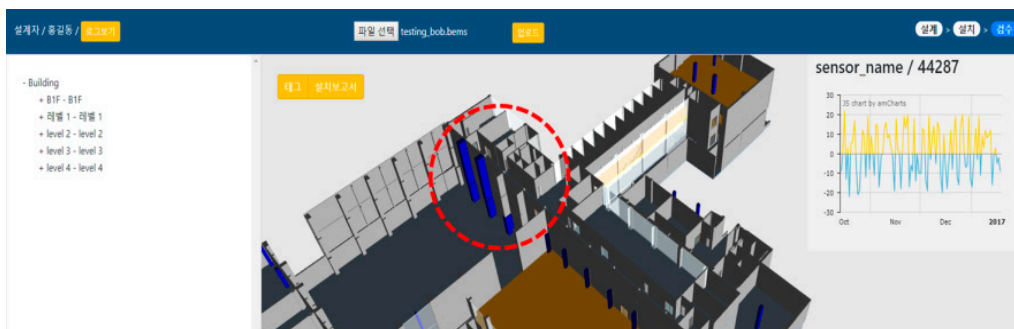 설계자 / 홍길동 / 로그보기
파일 선택 testing_bob.bems
업로드
설계 > 설치 > 검수
- Building
+ B1F - B1F
+ 레벨 1 - 레벨 1
+ level 2 - level 2
+ level 3 - level 3
+ level 4 - level 4
태그 설치보고서
sensor_name / 44287
JS chart by amCharts
30
20
10
0
-10
-20
-30
Oct Nov Dec 2017